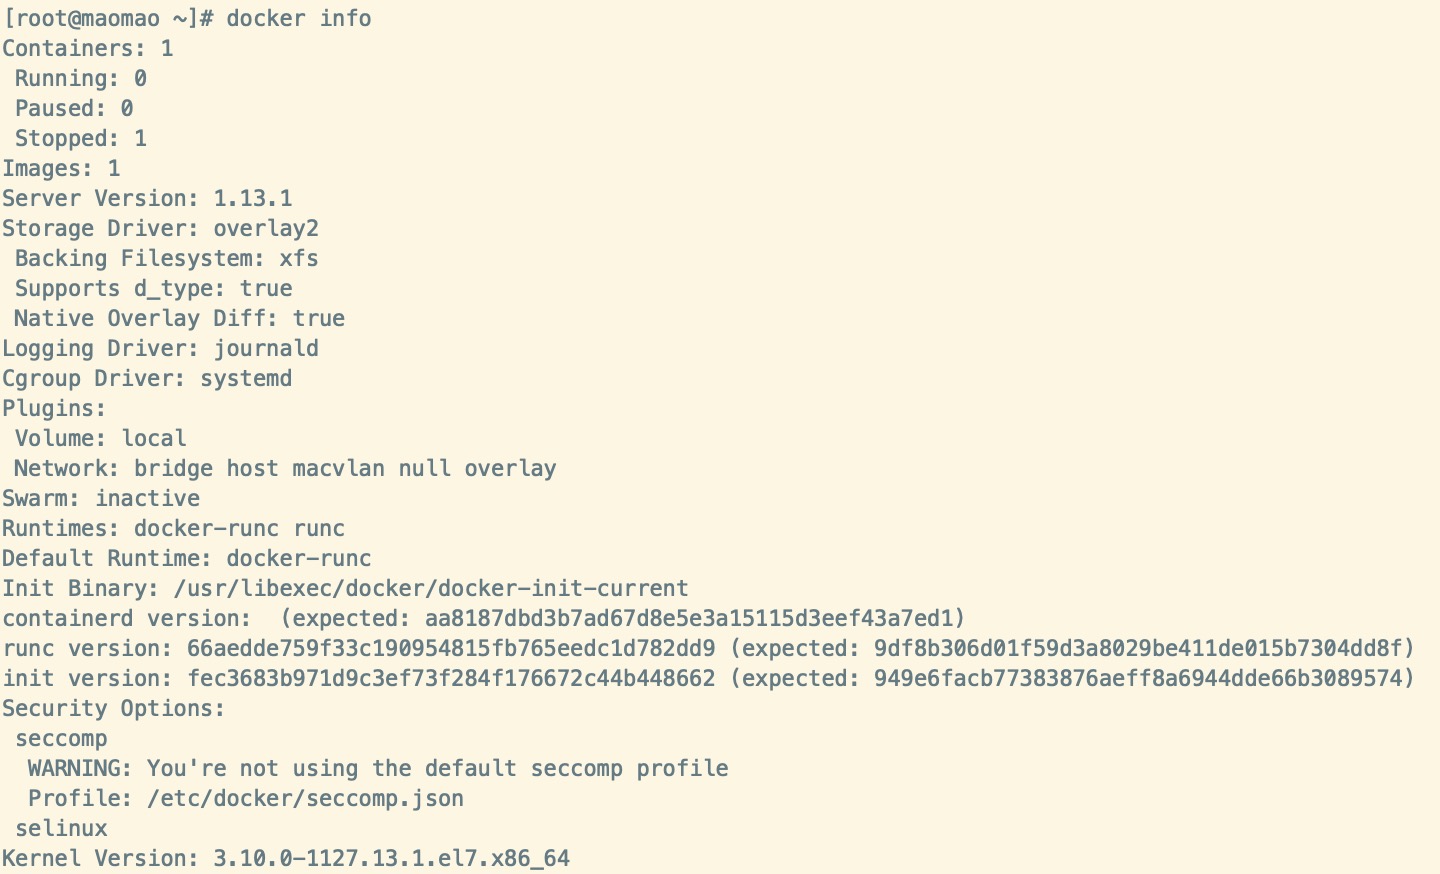 [root@maomao ~]# docker info
Containers: 1
 Running: 0
 Paused: 0
 Stopped: 1
Images: 1
Server Version: 1.13.1
Storage Driver: overlay2
 Backing Filesystem: xfs
 Supports d_type: true
 Native Overlay Diff: true
Logging Driver: journald
Cgroup Driver: systemd
Plugins:
 Volume: local
 Network: bridge host macvlan null overlay
Swarm: inactive
Runtimes: docker-runc runc
Default Runtime: docker-runc
Init Binary: /usr/libexec/docker/docker-init-current
containerd version:  (expected: aa8187dbd3b7ad67d8e5e3a15115d3eef43a7ed1)
runc version: 66aedde759f33c190954815fb765eedc1d782dd9 (expected: 9df8b306d01f59d3a8029be411de015b7304dd8f)
init version: fec3683b971d9c3ef73f284f176672c44b448662 (expected: 949e6facb77383876aeff8a6944dde66b3089574)
Security Options:
 seccomp
  WARNING: You're not using the default seccomp profile
  Profile: /etc/docker/seccomp.json
 selinux
Kernel Version: 3.10.0-1127.13.1.el7.x86_64